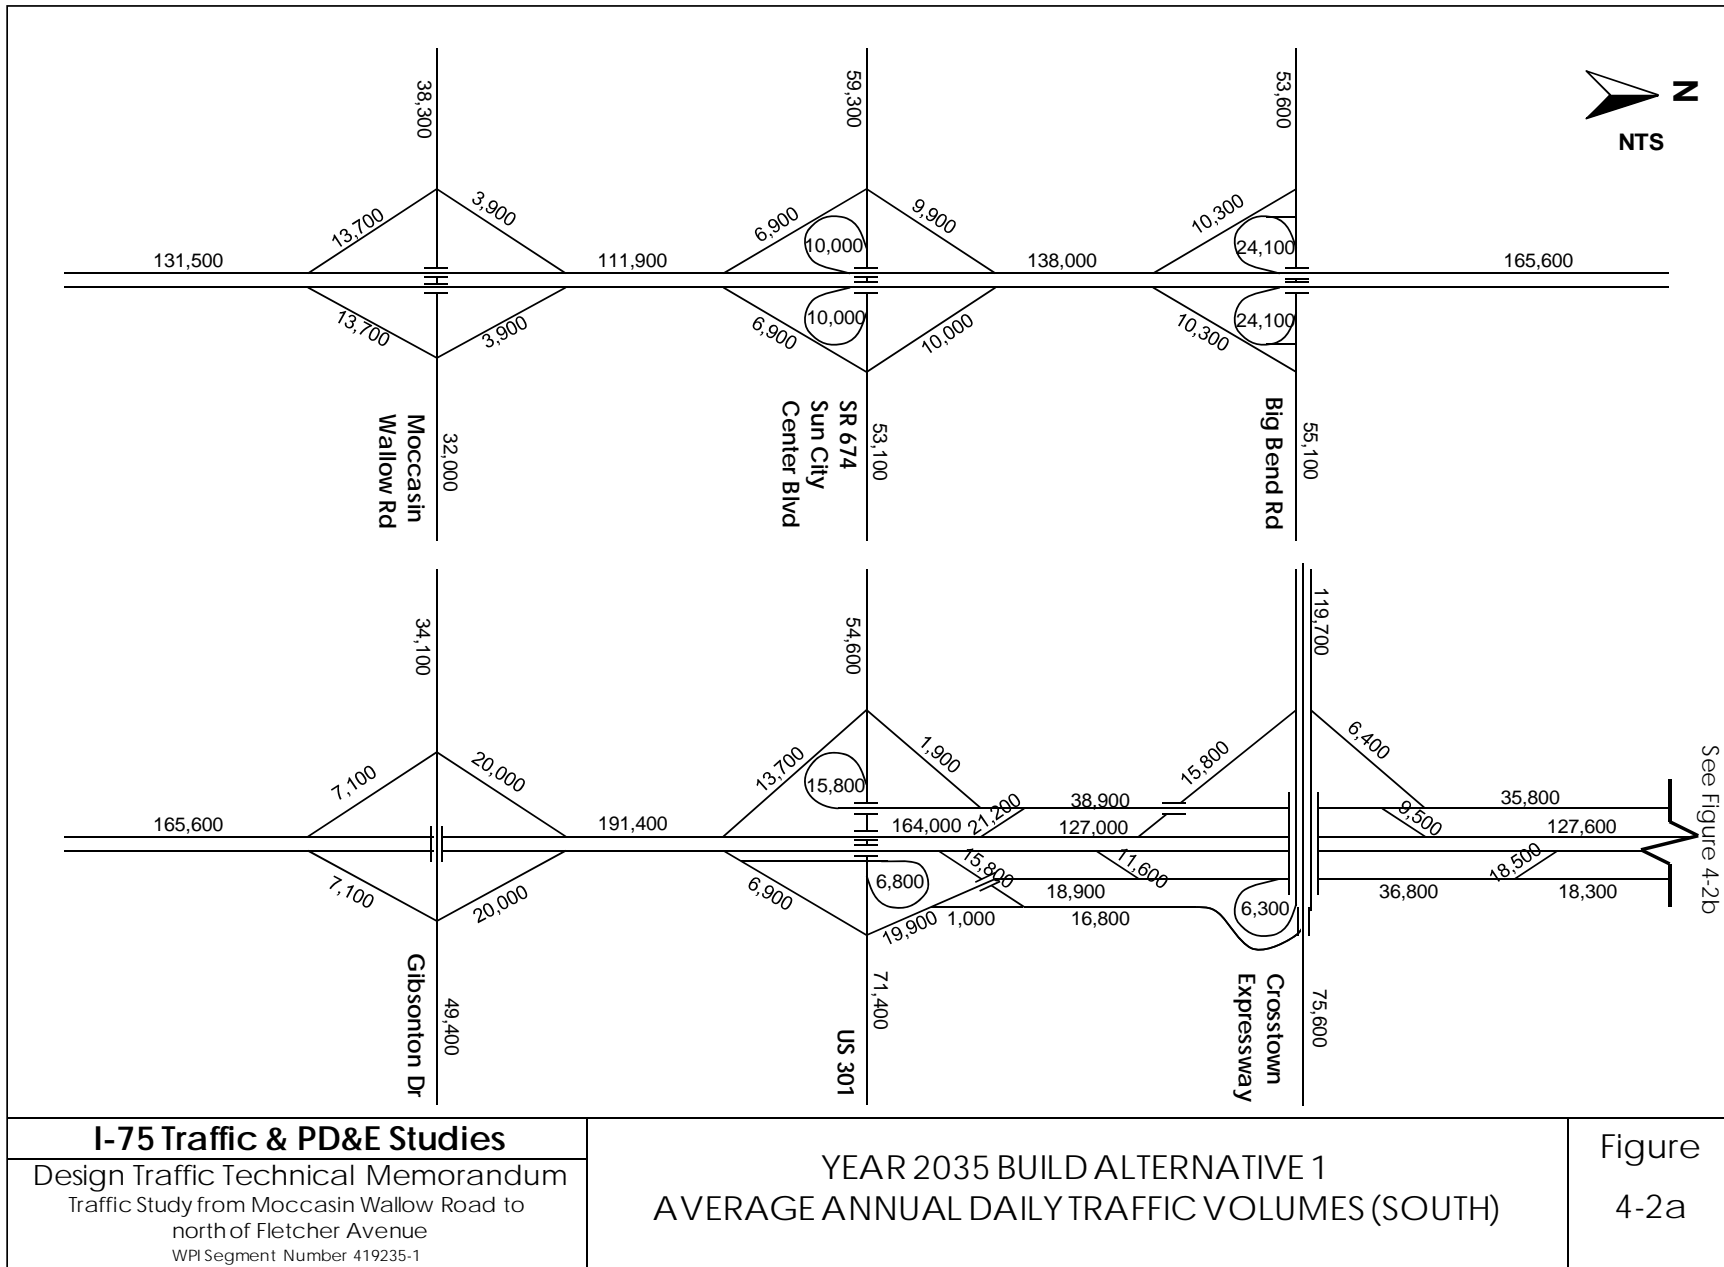 38,300
59,300
53,600
N
NTS
13,700
3,900
6,900
9,900
10,300
10,000
24,100
131,500
111,900
138,000
165,600
13,700
3,900
6,900
10,000
10,000
10,300
24,100
Moccasin
Wallow Rd
32,000
SR 674
Sun City
Center Blvd
53,100
Big Bend Rd
55,100
34,100
54,600
119,700
7,100
20,000
13,700
15,800
1,900
21,200
38,900
15,800
6,400
9,500
35,800
165,600
191,400
164,000
127,000
127,600
7,100
20,000
6,900
6,800
15,800
11,600
18,900
19,900
1,000
16,800
6,300
36,800
18,500
18,300
See Figure 4-2b
Gibsonton Dr
49,400
US 301
71,400
Crosstown
Expressway
75,600
I-75 Traffic & PD&E Studies
Design Traffic Technical Memorandum
Traffic Study from Moccasin Wallow Road to
north of Fletcher Avenue
WPI Segment Number 419235-1
YEAR 2035 BUILD ALTERNATIVE 1
AVERAGE ANNUAL DAILY TRAFFIC VOLUMES (SOUTH)
Figure
4-2a